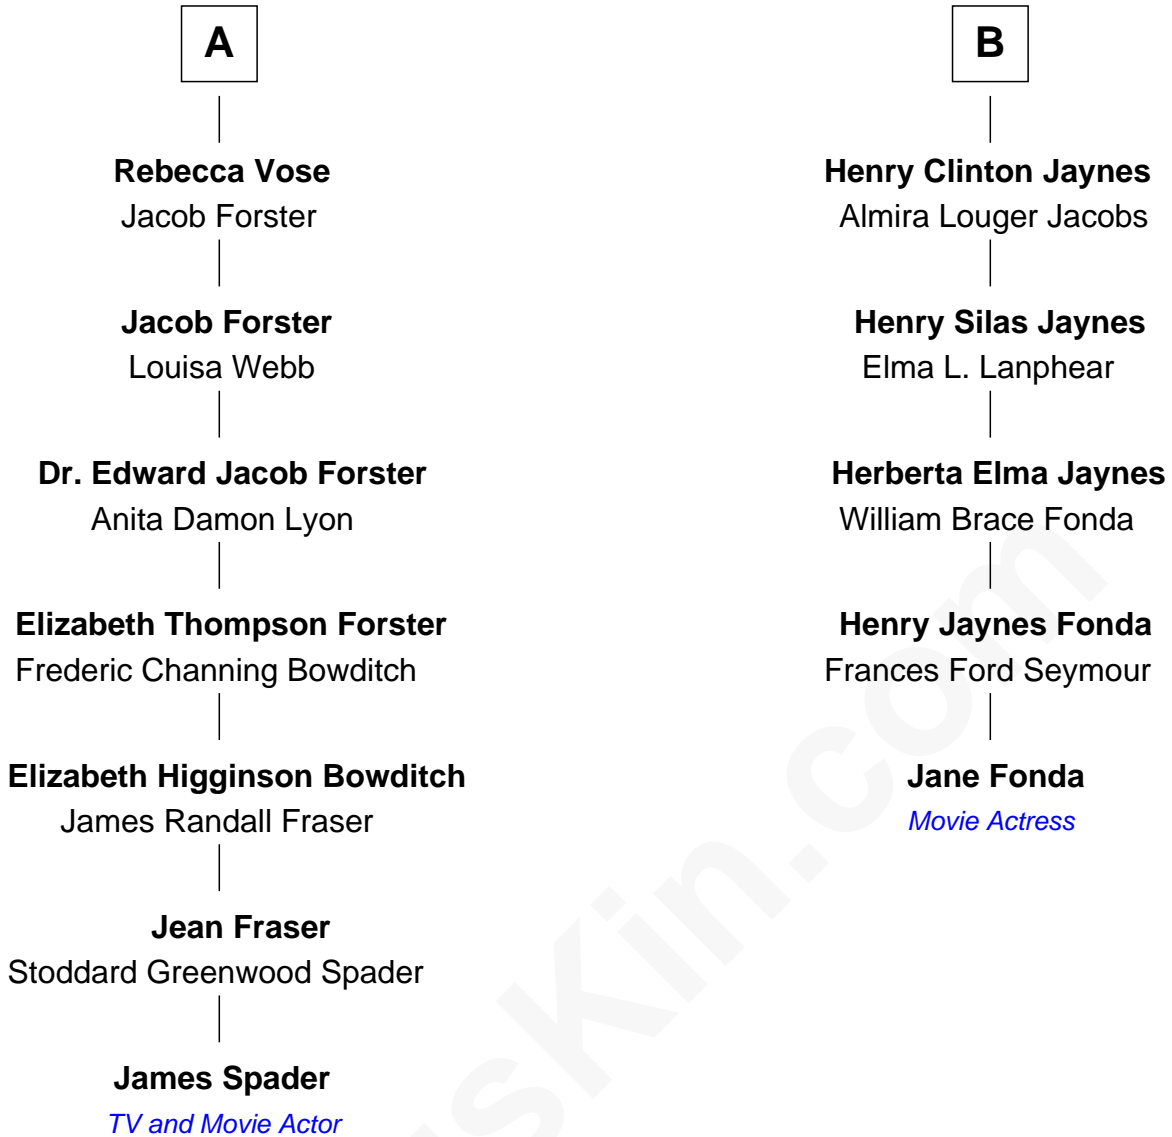 A
Rebecca Vose
Jacob Forster
Jacob Forster
Louisa Webb
Dr. Edward Jacob Forster
Anita Damon Lyon
Elizabeth Thompson Forster
Frederic Channing Bowditch
Elizabeth Higginson Bowditch
James Randall Fraser
Jean Fraser
Stoddard Greenwood Spader
James Spader
TV and Movie Actor
B
Henry Clinton Jaynes
Almira Louger Jacobs
Henry Silas Jaynes
Elma L. Lanphear
Herberta Elma Jaynes
William Brace Fonda
Henry Jaynes Fonda
Frances Ford Seymour
Jane Fonda
Movie Actress
sKin.com